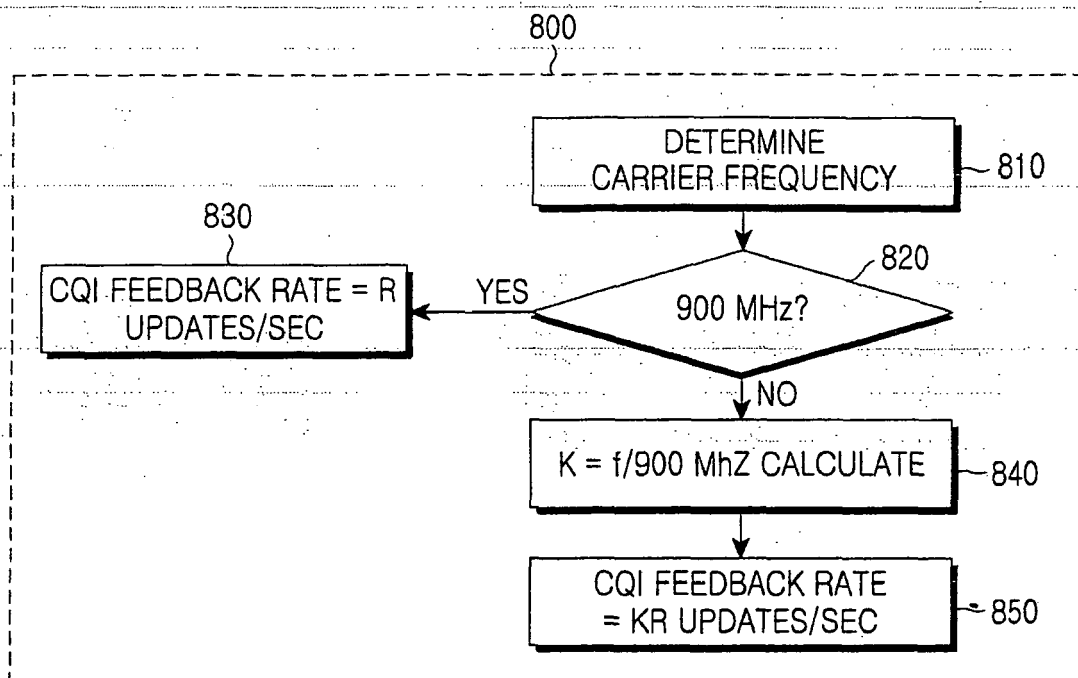 800
DETERMINE
CARRIER FREQUENCY
810
830
820
CQI FEEDBACK RATE = R
UPDATES/SEC
YES
900 MHz?
NO
K = f/900 MhZ CALCULATE
840
CQI FEEDBACK RATE
= KR UPDATES/SEC
850